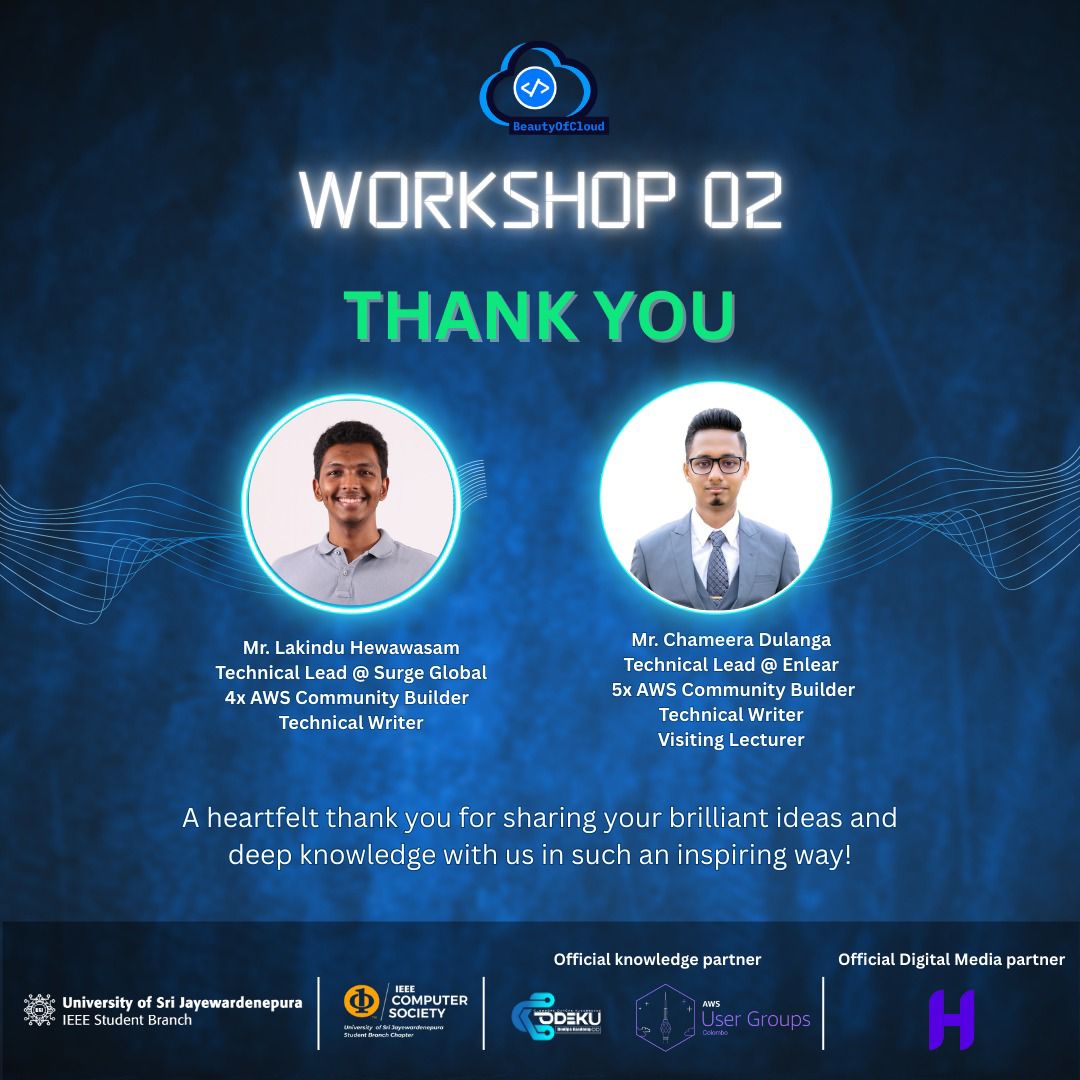 </>
BeautyOfCloud
WORKSHOP 02
THANK YOU
Mr. Lakindu Hewawasam
Technical Lead @ Surge Global
4x AWS Community Builder
Technical Writer
Mr. Chameera Dulanga
Technical Lead @ Enlear
5x AWS Community Builder
Technical Writer
Visiting Lecturer
A heartfelt thank you for sharing your brilliant ideas and
deep knowledge with us in such an inspiring way!
University of Sri Jayewardenepura
IEEE Student Branch
IEEE
COMPUTER
SOCIETY
University of Sri Jayewardenepura
Student Branch Chapter
Official knowledge partner
ODEKU
AWS
User Groups
Colombo
Official Digital Media partner
H